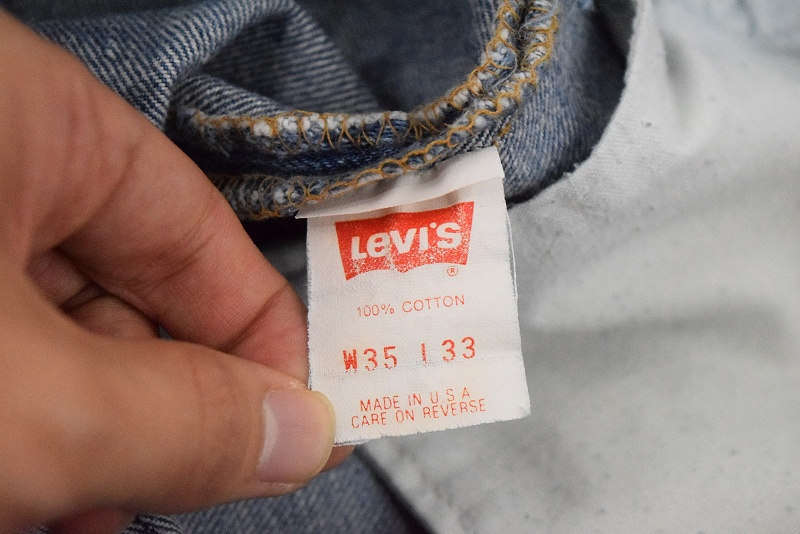 Levi's
®
100% COTTON
W35 L33
MADE IN U S A
CARE ON REVERSE